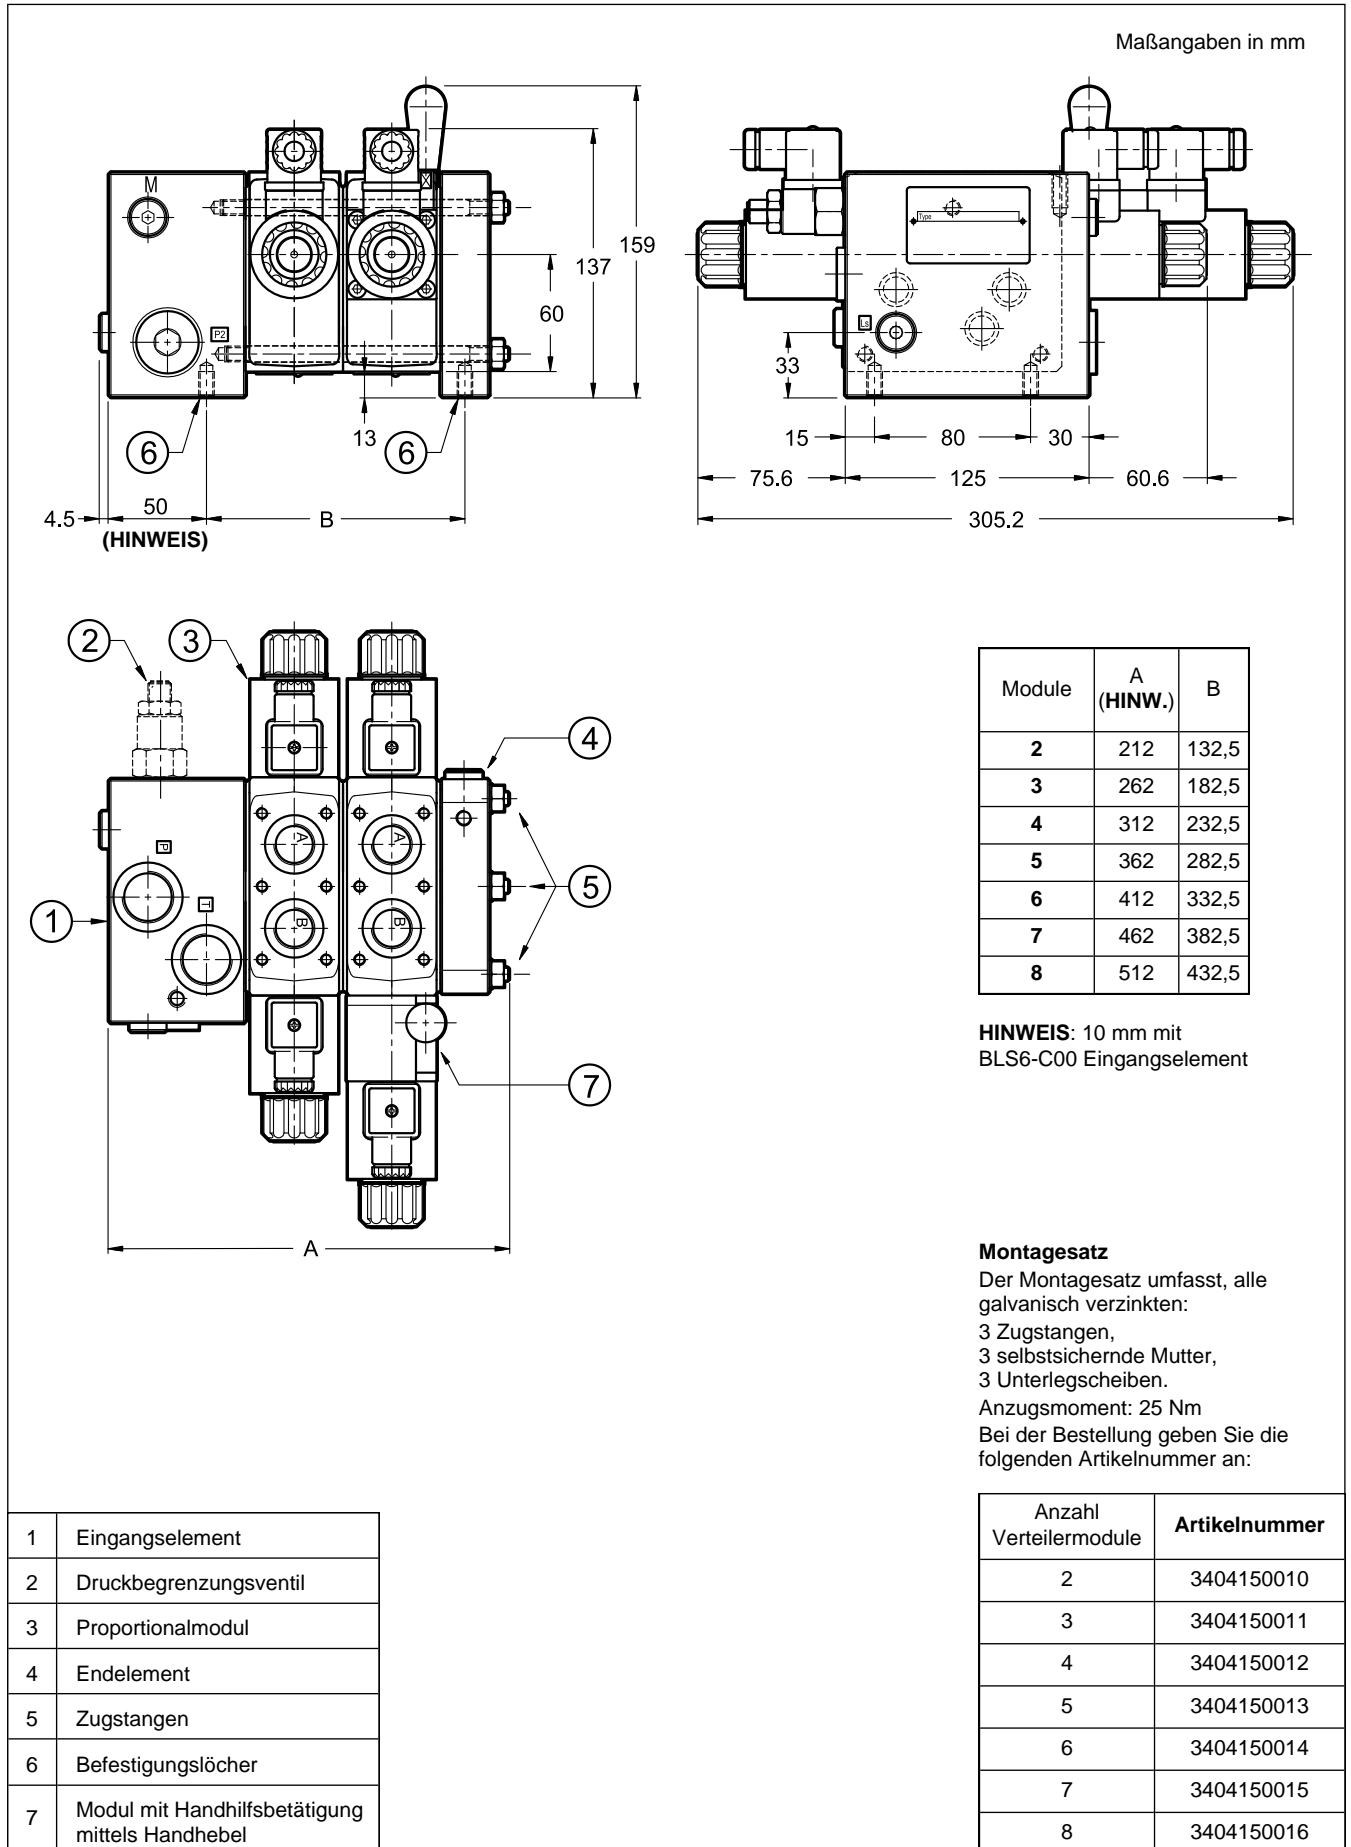 Maßangaben in mm
M
P2
159
137
60
13
6
6
4.5
50
B
(HINWEIS)
Type
Ls
33
15
80
30
75.6
125
60.6
305.2
2
3
4
5
1
7
P
T
A
A
B
B
A
Module A (HINW.) B
2 212 132,5
3 262 182,5
4 312 232,5
5 362 282,5
6 412 332,5
7 462 382,5
8 512 432,5
HINWEIS: 10 mm mit
BLS6-C00 Eingangselement
Montagesatz
Der Montagesatz umfasst, alle
galvanisch verzinkten:
3 Zugstangen,
3 selbstsichernde Mutter,
3 Unterlegscheiben.
Anzugsmoment: 25 Nm
Bei der Bestellung geben Sie die
folgenden Artikelnummer an:
1 Eingangselement
2 Druckbegrenzungsventil
3 Proportionalmodul
4 Endelement
5 Zugstangen
6 Befestigungslöcher
7 Modul mit Handhilfsbetätigung
mittels Handhebel
Anzahl
Verteilermodule Artikelnummer
2 3404150010
3 3404150011
4 3404150012
5 3404150013
6 3404150014
7 3404150015
8 3404150016